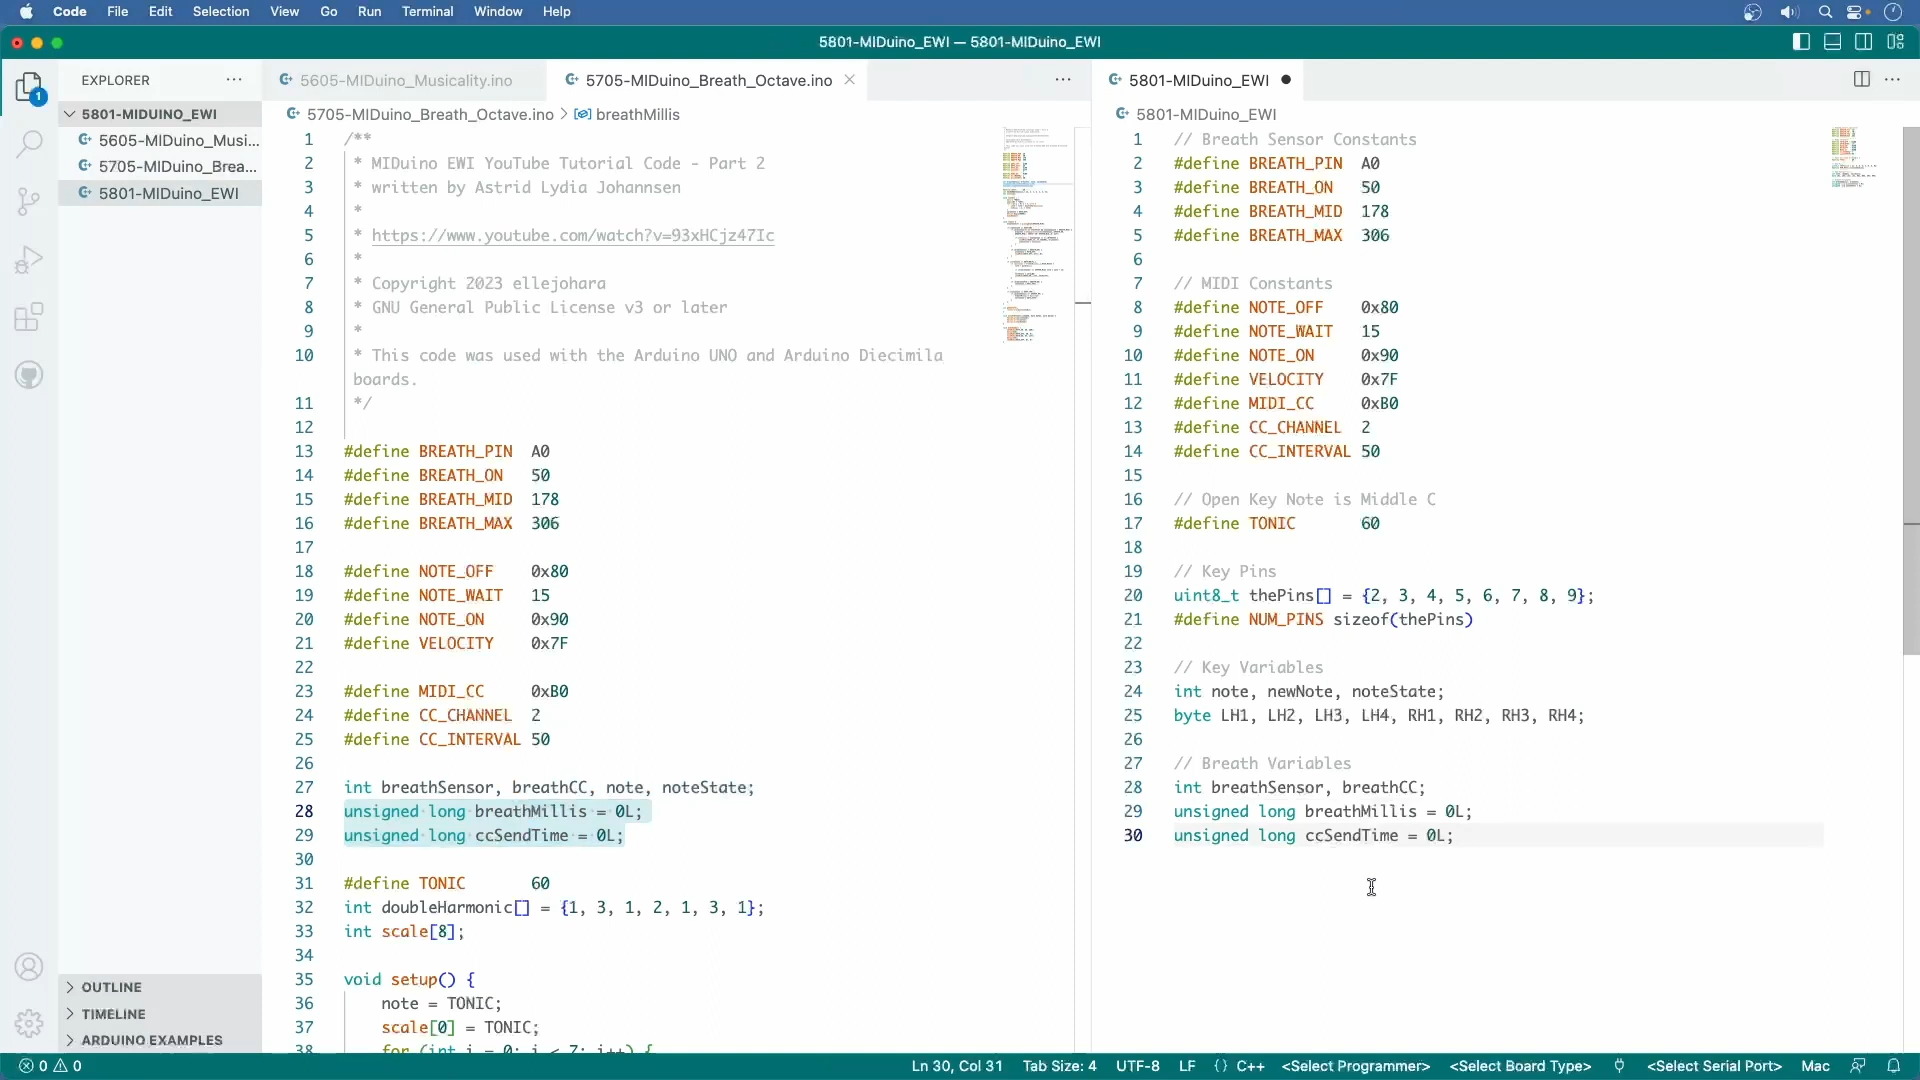 Code File Edit Selection View Go Run Terminal Window Help
5801-MIDuino_EWI — 5801-MIDuino_EWI
EXPLORER
1
5801-MIDUINO_EWI
5605-MIDuino_Musi...
5705-MIDuino_Brea...
5801-MIDuino_EWI
OUTLINE
TIMELINE
ARDUINO EXAMPLES
5605-MIDuino_Musicality.ino
5705-MIDuino_Breath_Octave.ino
5705-MIDuino_Breath_Octave.ino > breathMillis
1 /**
2 * MIDuino EWI YouTube Tutorial Code - Part 2
3 * written by Astrid Lydia Johannsen
4 *
5 * https://www.youtube.com/watch?v=93xHCjz47Ic
6 *
7 * Copyright 2023 ellejohara
8 * GNU General Public License v3 or later
9 *
10 * This code was used with the Arduino UNO and Arduino Diecimila
boards.
11 */
12
13 #define BREATH_PIN A0
14 #define BREATH_ON 50
15 #define BREATH_MID 178
16 #define BREATH_MAX 306
17
18 #define NOTE_OFF 0x80
19 #define NOTE_WAIT 15
20 #define NOTE_ON 0x90
21 #define VELOCITY 0x7F
22
23 #define MIDI_CC 0xB0
24 #define CC_CHANNEL 2
25 #define CC_INTERVAL 50
26
27 int breathSensor, breathCC, note, noteState;
28 unsigned long breathMillis = 0L;
29 unsigned long ccSendTime = 0L;
30
31 #define TONIC 60
32 int doubleHarmonic[] = {1, 3, 1, 2, 1, 3, 1};
33 int scale[8];
34
35 void setup() {
36 note = TONIC;
37 scale[0] = TONIC;
38 for (int i = 0; i < 7; i++) {
5801-MIDuino_EWI
5801-MIDuino_EWI
1 // Breath Sensor Constants
2 #define BREATH_PIN A0
3 #define BREATH_ON 50
4 #define BREATH_MID 178
5 #define BREATH_MAX 306
6
7 // MIDI Constants
8 #define NOTE_OFF 0x80
9 #define NOTE_WAIT 15
10 #define NOTE_ON 0x90
11 #define VELOCITY 0x7F
12 #define MIDI_CC 0xB0
13 #define CC_CHANNEL 2
14 #define CC_INTERVAL 50
15
16 // Open Key Note is Middle C
17 #define TONIC 60
18
19 // Key Pins
20 uint8_t thePins[] = {2, 3, 4, 5, 6, 7, 8, 9};
21 #define NUM_PINS sizeof(thePins)
22
23 // Key Variables
24 int note, newNote, noteState;
25 byte LH1, LH2, LH3, LH4, RH1, RH2, RH3, RH4;
26
27 // Breath Variables
28 int breathSensor, breathCC;
29 unsigned long breathMillis = 0L;
30 unsigned long ccSendTime = 0L;
0 0 Ln 30, Col 31 Tab Size: 4 UTF-8 LF {} C++ <Select Programmer> <Select Board Type> <Select Serial Port> Mac